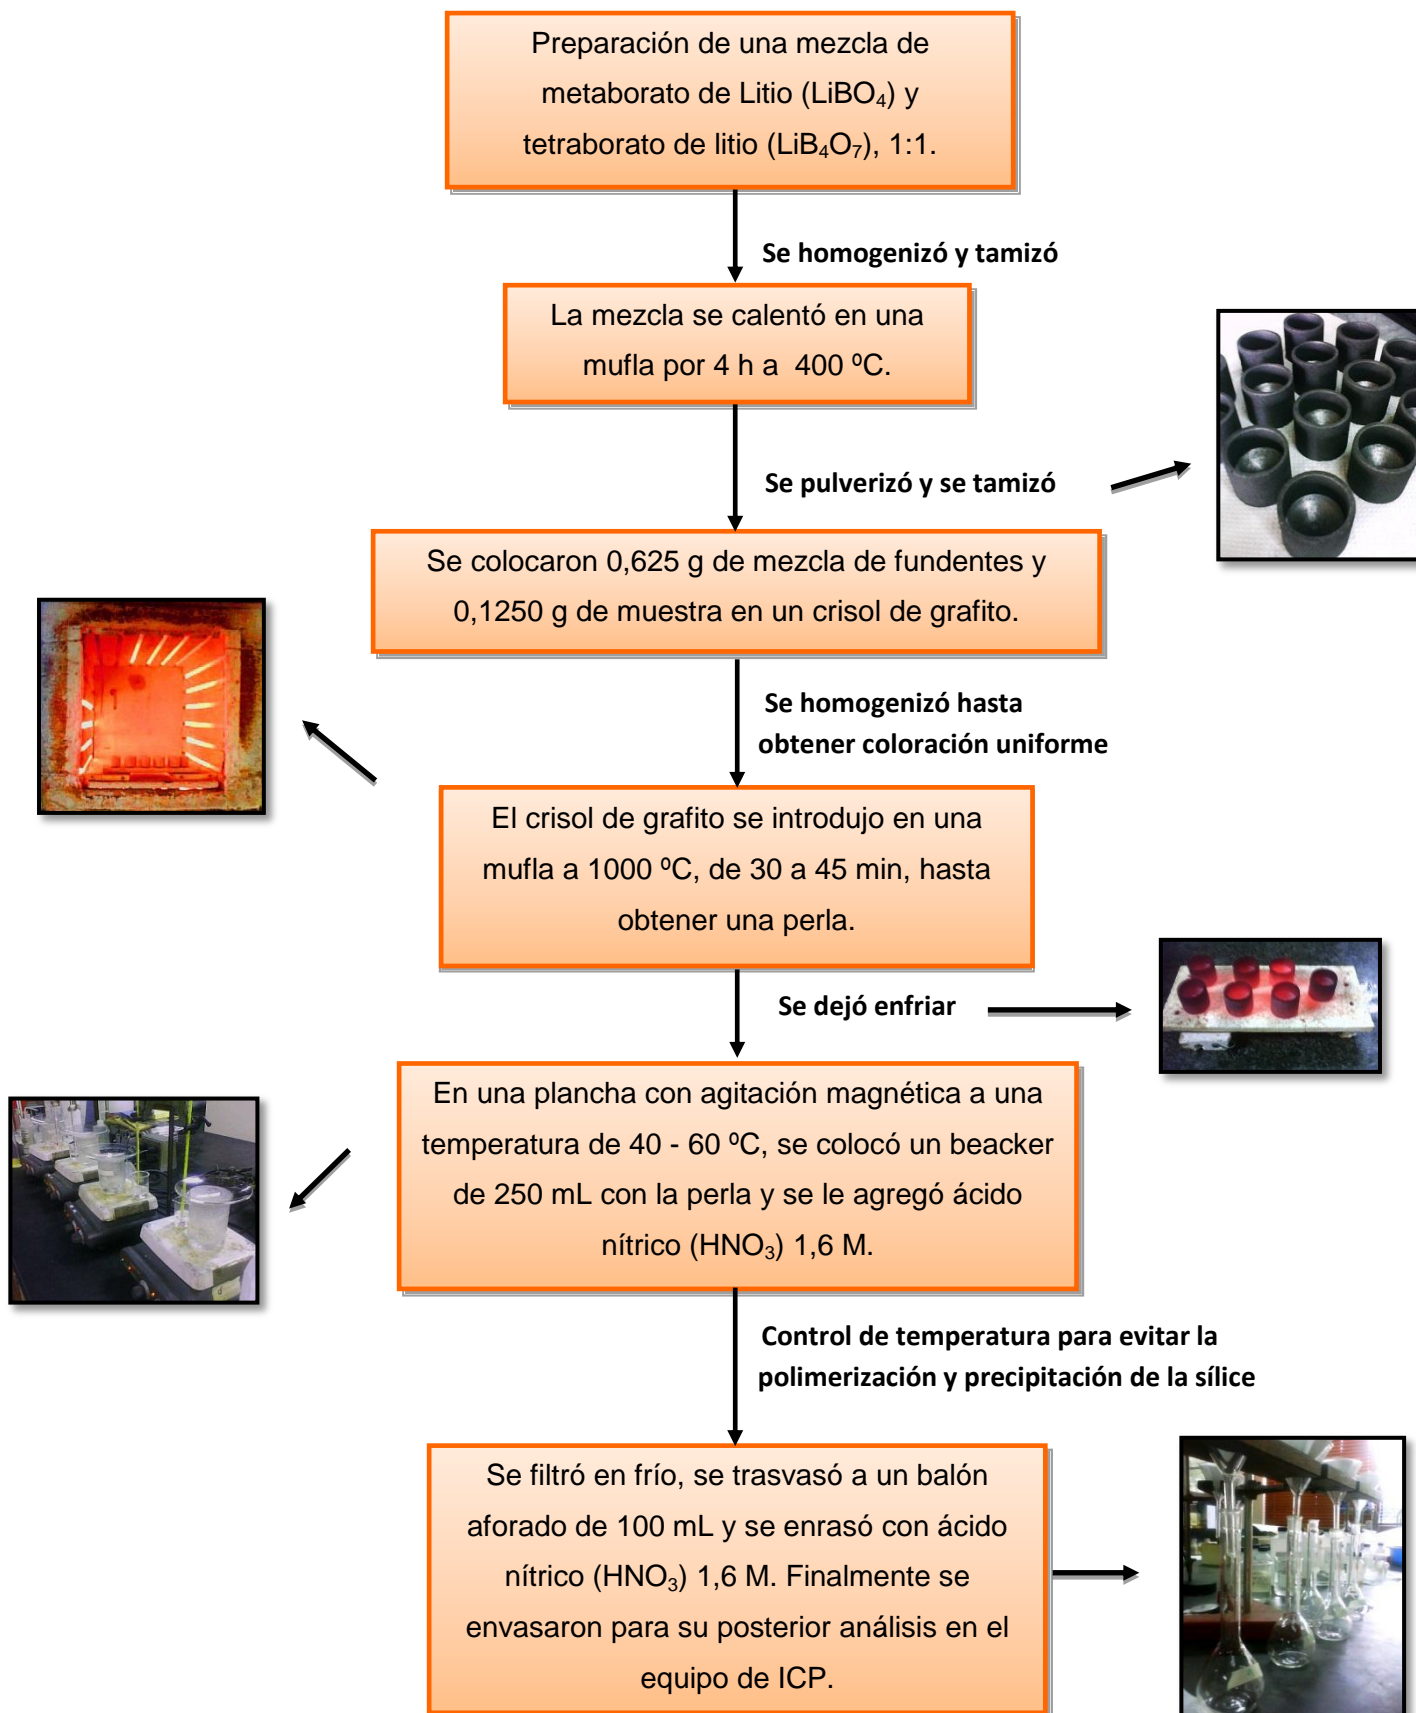 Preparación de una mezcla de
metaborato de Litio (LiBO₄) y
tetraborato de litio (LiB₄O₇), 1:1.
Se homogenizó y tamizó
La mezcla se calentó en una
mufla por 4 h a 400 ºC.
Se pulverizó y se tamizó
Se colocaron 0,625 g de mezcla de fundentes y
0,1250 g de muestra en un crisol de grafito.
Se homogenizó hasta
obtener coloración uniforme
El crisol de grafito se introdujo en una
mufla a 1000 ºC, de 30 a 45 min, hasta
obtener una perla.
Se dejó enfriar
En una plancha con agitación magnética a una
temperatura de 40 - 60 ºC, se colocó un beacker
de 250 mL con la perla y se le agregó ácido
nítrico (HNO₃) 1,6 M.
Control de temperatura para evitar la
polimerización y precipitación de la sílice
Se filtró en frío, se trasvasó a un balón
aforado de 100 mL y se enrasó con ácido
nítrico (HNO₃) 1,6 M. Finalmente se
envasaron para su posterior análisis en el
equipo de ICP.